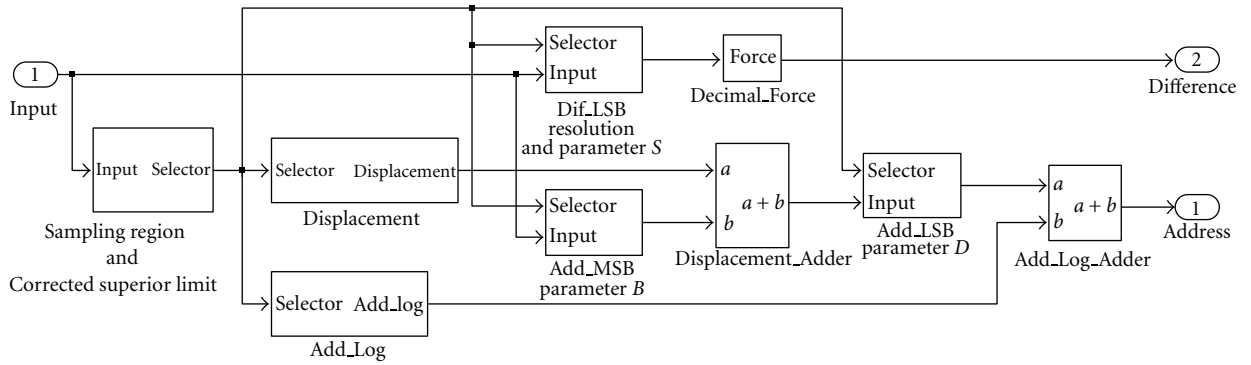 1
Input
Input Selector
Sampling region
and
Corrected superior limit
Selector Displacement
Displacement
Selector Add_log
Add_Log
Selector
Input
Dif_LSB
resolution
and parameter S
Selector
Input
Add_MSB
parameter B
Force
Decimal_Force
a
b
a + b
Displacement_Adder
Selector
Input
Add_LSB
parameter D
a
b
a + b
Add_Log_Adder
2
Difference
1
Address